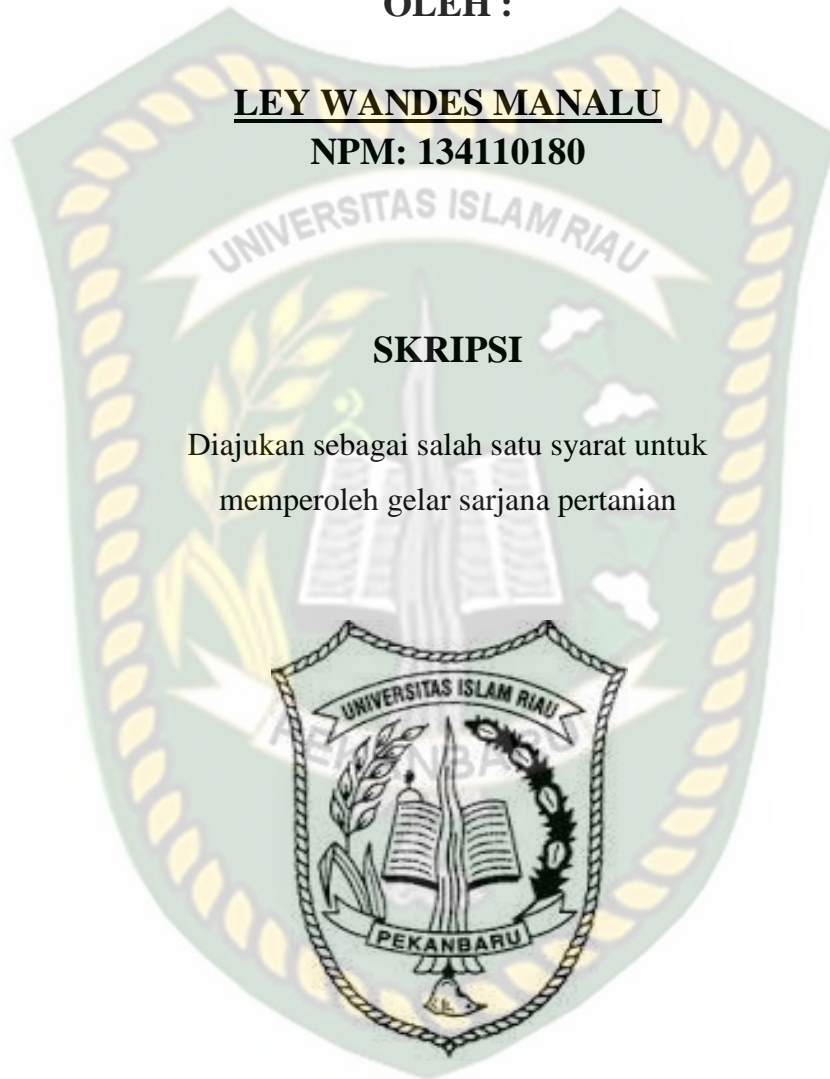 OLEH :
LEY WANDES MANALU
NPM: 134110180
UNIVERSITAS ISLAM RIAU
SKRIPSI
Diajukan sebagai salah satu syarat untuk
memperoleh gelar sarjana pertanian
UNIVERSITAS ISLAM RIAU
PEKANBARU
PEKANBARU